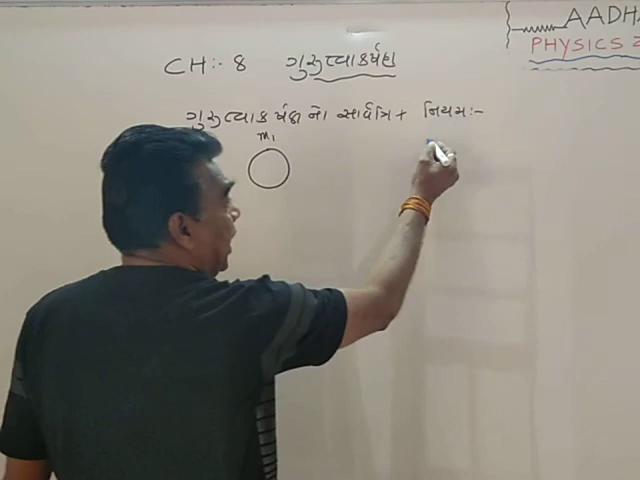 AADHA
PHYSICS
CH:- 8 ગુરુત્વાકર્ષણ
ગુરુત્વાકર્ષણનો સાર્વત્રિક નિયમ:-
m₁